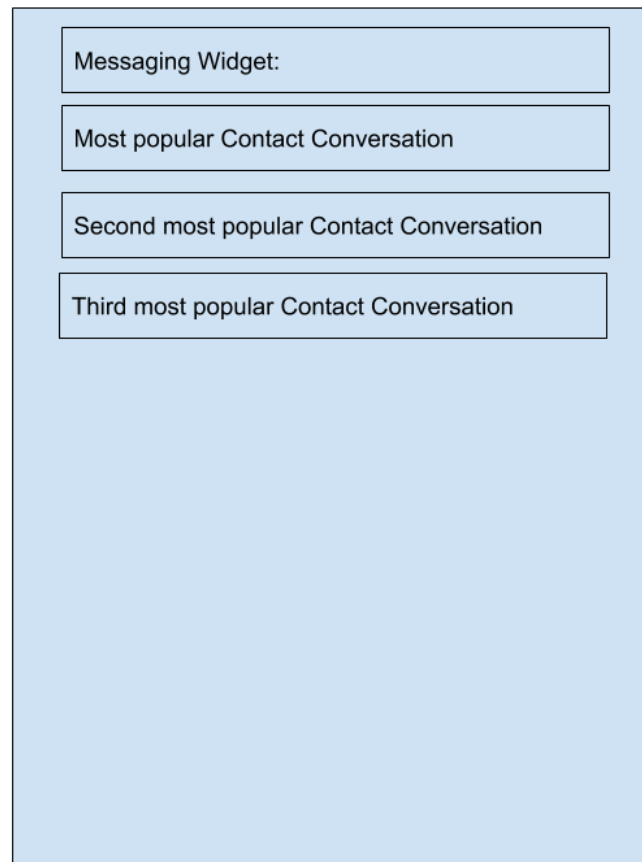 Messaging Widget:
Most popular Contact Conversation
Second most popular Contact Conversation
Third most popular Contact Conversation